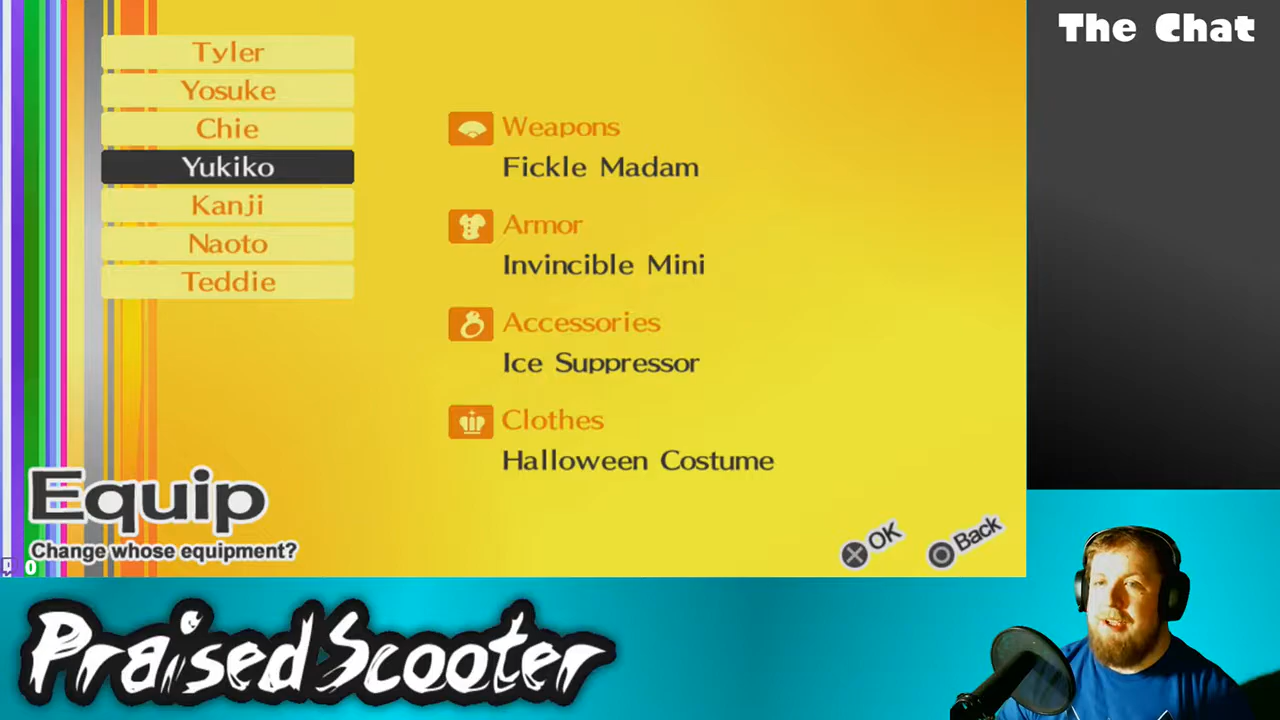 The Chat
Tyler
Yosuke
Chie
Yukiko
Kanji
Naoto
Teddie
Weapons
Fickle Madam
Armor
Invincible Mini
Accessories
Ice Suppressor
Clothes
Halloween Costume
Equip
Change whose equipment?
0
OK
Back
PraisedScooter